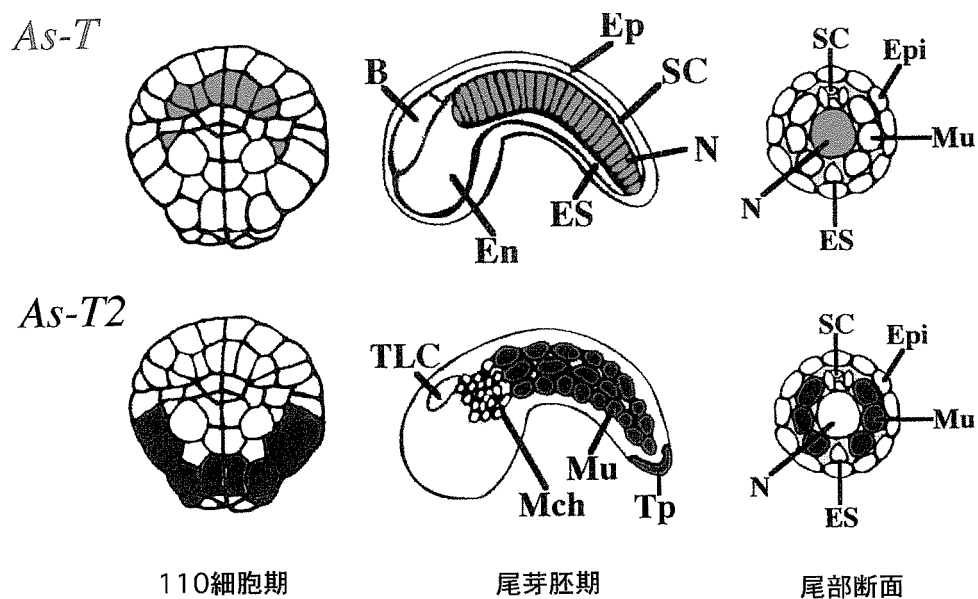 As-T
B
Ep
SC
N
ES
En
SC
Epi
Mu
N
ES
As-T2
TLC
Mch
Mu
Tp
SC
Epi
Mu
N
ES
110細胞期
尾芽胚期
尾部断面